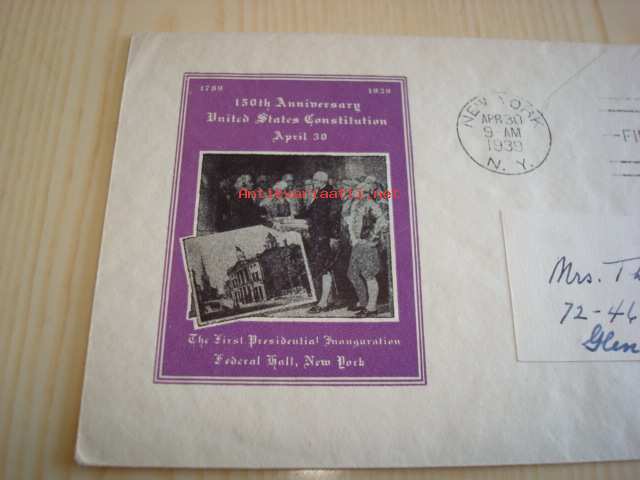 1789 1939
150th Anniversary
United States Constitution
April 30
Antikvariaatti.net
The First Presidential Inauguration
Federal Hall, New York
NEW YORK
APR 30
9-AM
1939
N. Y.
Mrs.
72-46
Glen